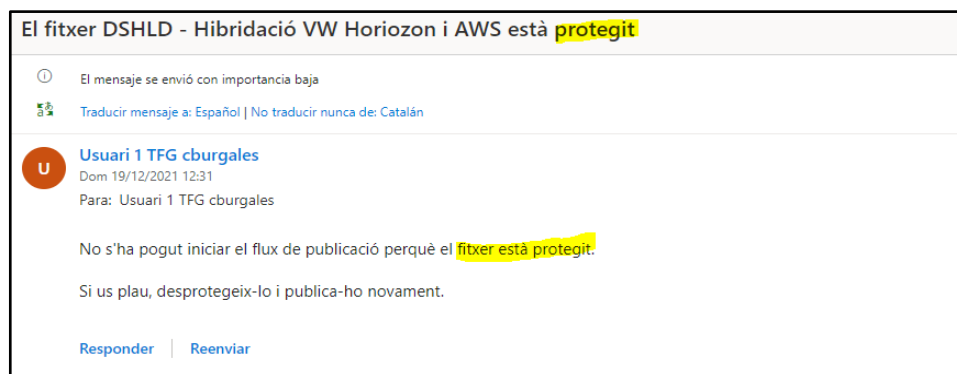 El fitxer DSHLD - Hibridació VW Horiozon i AWS està protegit
El mensaje se envió con importancia baja
Traducir mensaje a: Español | No traducir nunca de: Catalán
U
Usuari 1 TFG cburgales
Dom 19/12/2021 12:31
Para: Usuari 1 TFG cburgales
No s'ha pogut iniciar el flux de publicació perquè el fitxer està protegit.
Si us plau, desprotegeix-lo i publica-ho novament.
Responder | Reenviar